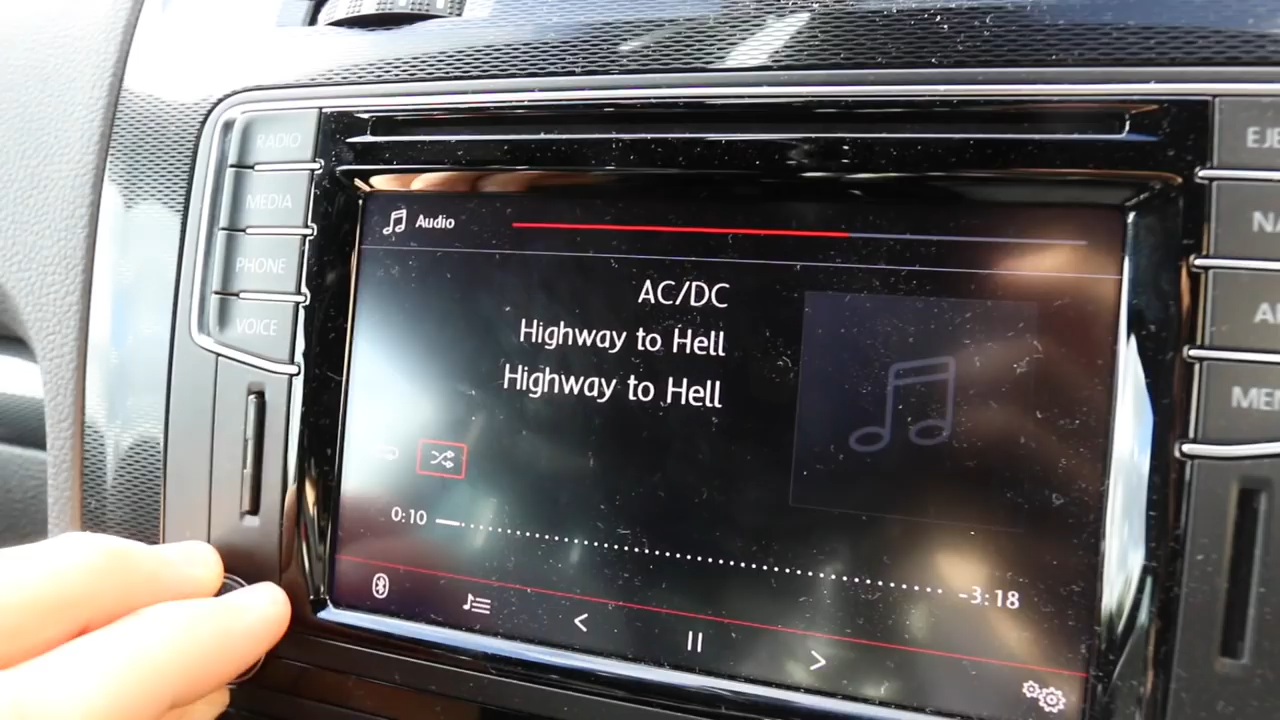 RADIO
MEDIA
PHONE
VOICE
Audio
AC/DC
Highway to Hell
Highway to Hell
0:10
-3:18